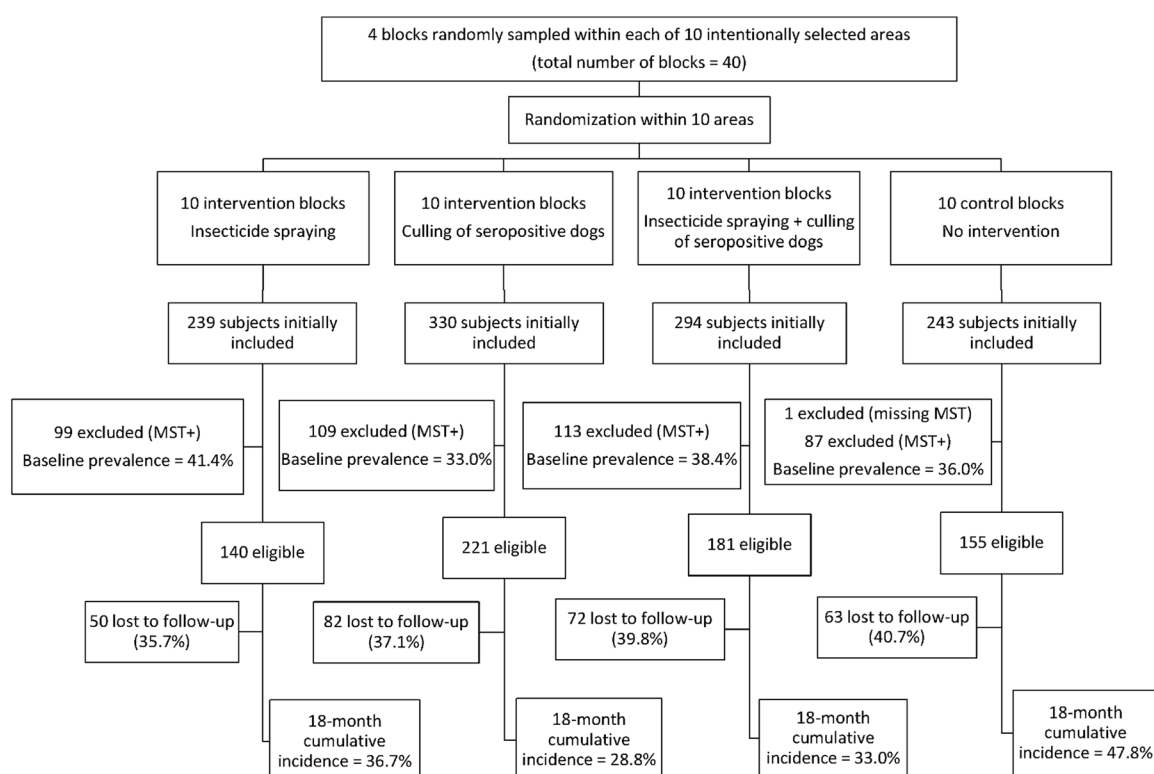 4 blocks randomly sampled within each of 10 intentionally selected areas
(total number of blocks = 40)
Randomization within 10 areas
10 intervention blocks
Insecticide spraying
10 intervention blocks
Culling of seropositive dogs
10 intervention blocks
Insecticide spraying + culling
of seropositive dogs
10 control blocks
No intervention
239 subjects initially
included
330 subjects initially
included
294 subjects initially
included
243 subjects initially
included
99 excluded (MST+)
Baseline prevalence = 41.4%
109 excluded (MST+)
Baseline prevalence = 33.0%
113 excluded (MST+)
Baseline prevalence = 38.4%
1 excluded (missing MST)
87 excluded (MST+)
Baseline prevalence = 36.0%
140 eligible
221 eligible
181 eligible
155 eligible
50 lost to follow-up
(35.7%)
82 lost to follow-up
(37.1%)
72 lost to follow-up
(39.8%)
63 lost to follow-up
(40.7%)
18-month
cumulative
incidence = 36.7%
18-month
cumulative
incidence = 28.8%
18-month
cumulative
incidence = 33.0%
18-month
cumulative
incidence = 47.8%